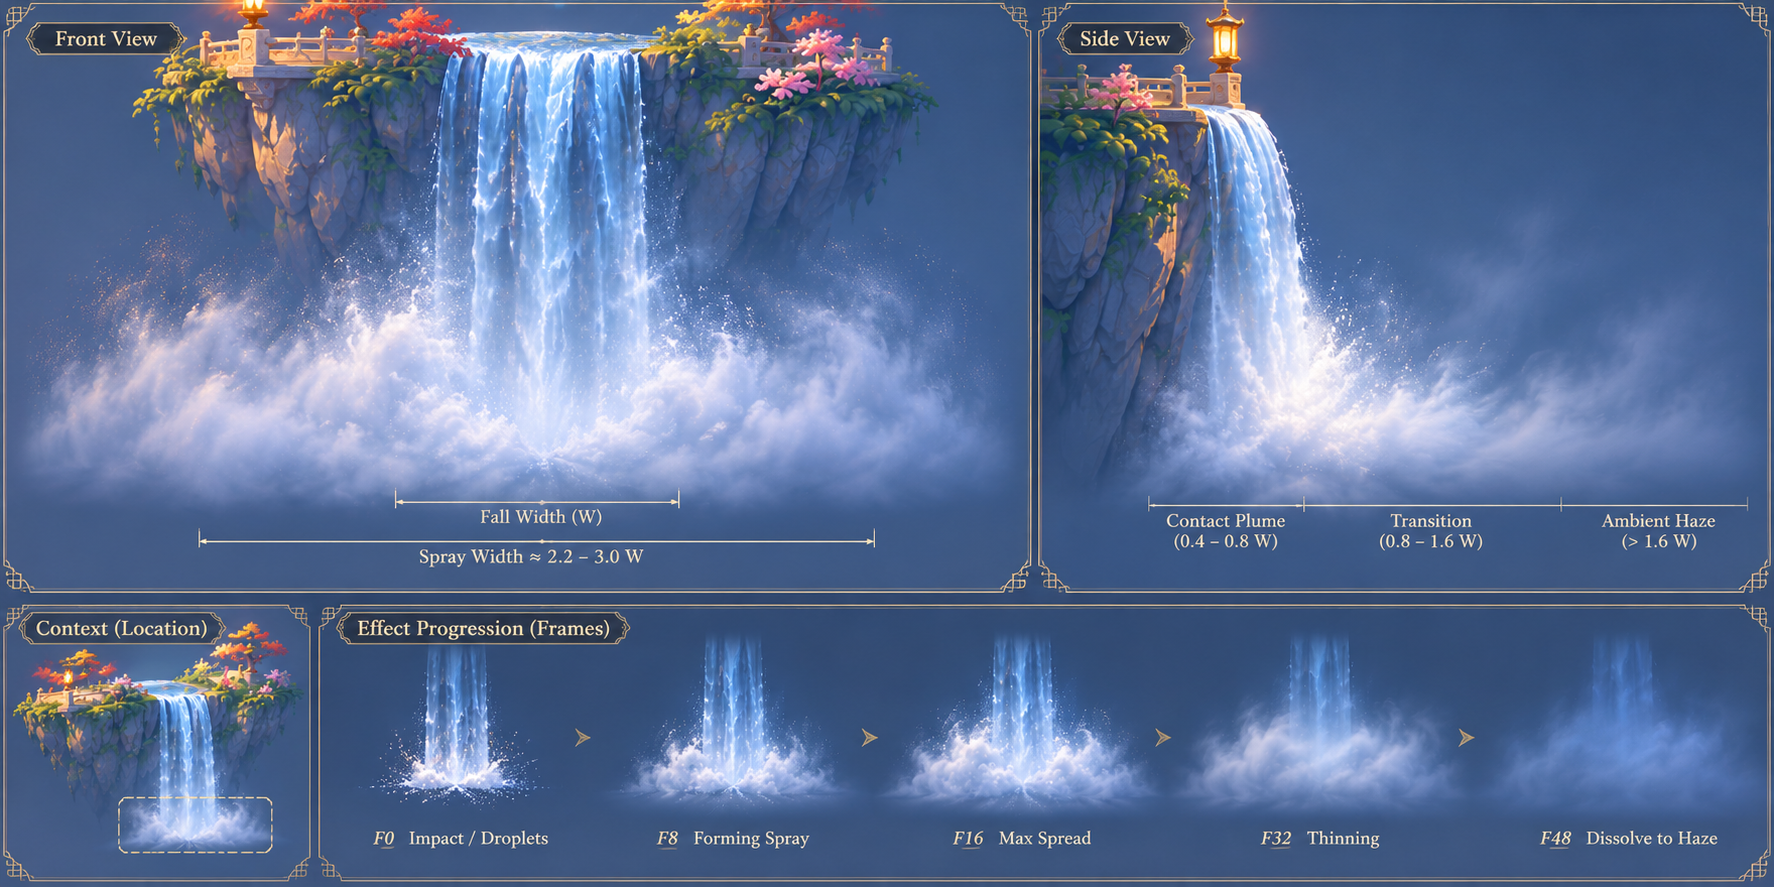 Front View
Fall Width (W)
Spray Width ≈ 2.2 – 3.0 W
Side View
Contact Plume
(0.4 – 0.8 W)
Transition
(0.8 – 1.6 W)
Ambient Haze
(> 1.6 W)
Context (Location)
Effect Progression (Frames)
F0 Impact / Droplets
F8 Forming Spray
F16 Max Spread
F32 Thinning
F48 Dissolve to Haze